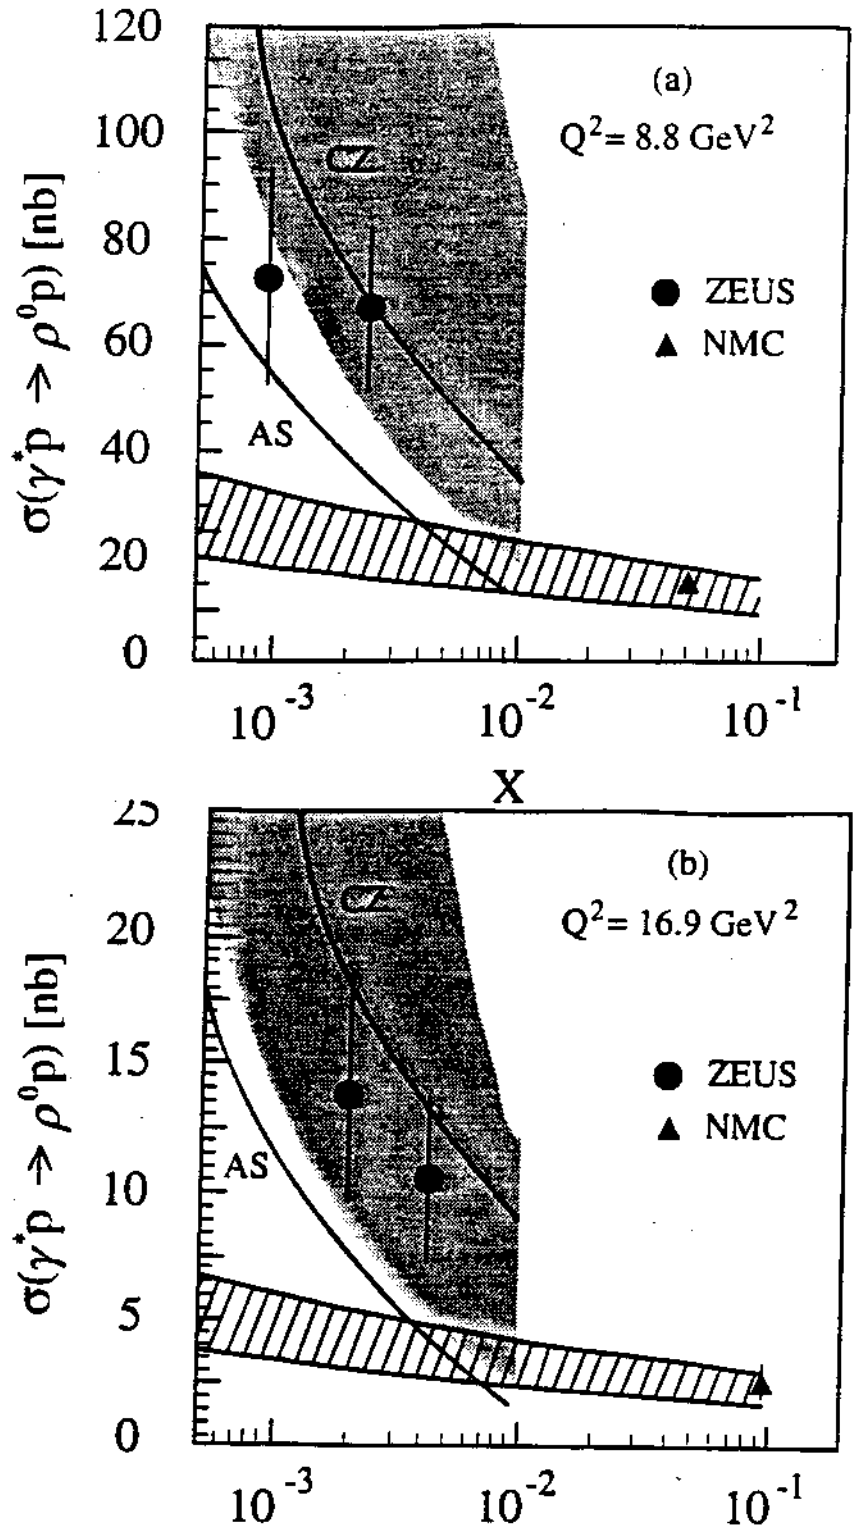 120
100
80
60
40
20
0
σ(γ*p → ρ⁰p) [nb]
(a)
Q² = 8.8 GeV²
CZ
● ZEUS
▲ NMC
AS
10⁻³ 10⁻² 10⁻¹
X
25
20
15
10
5
0
σ(γ*p → ρ⁰p) [nb]
(b)
Q² = 16.9 GeV²
CZ
● ZEUS
▲ NMC
AS
10⁻³ 10⁻² 10⁻¹